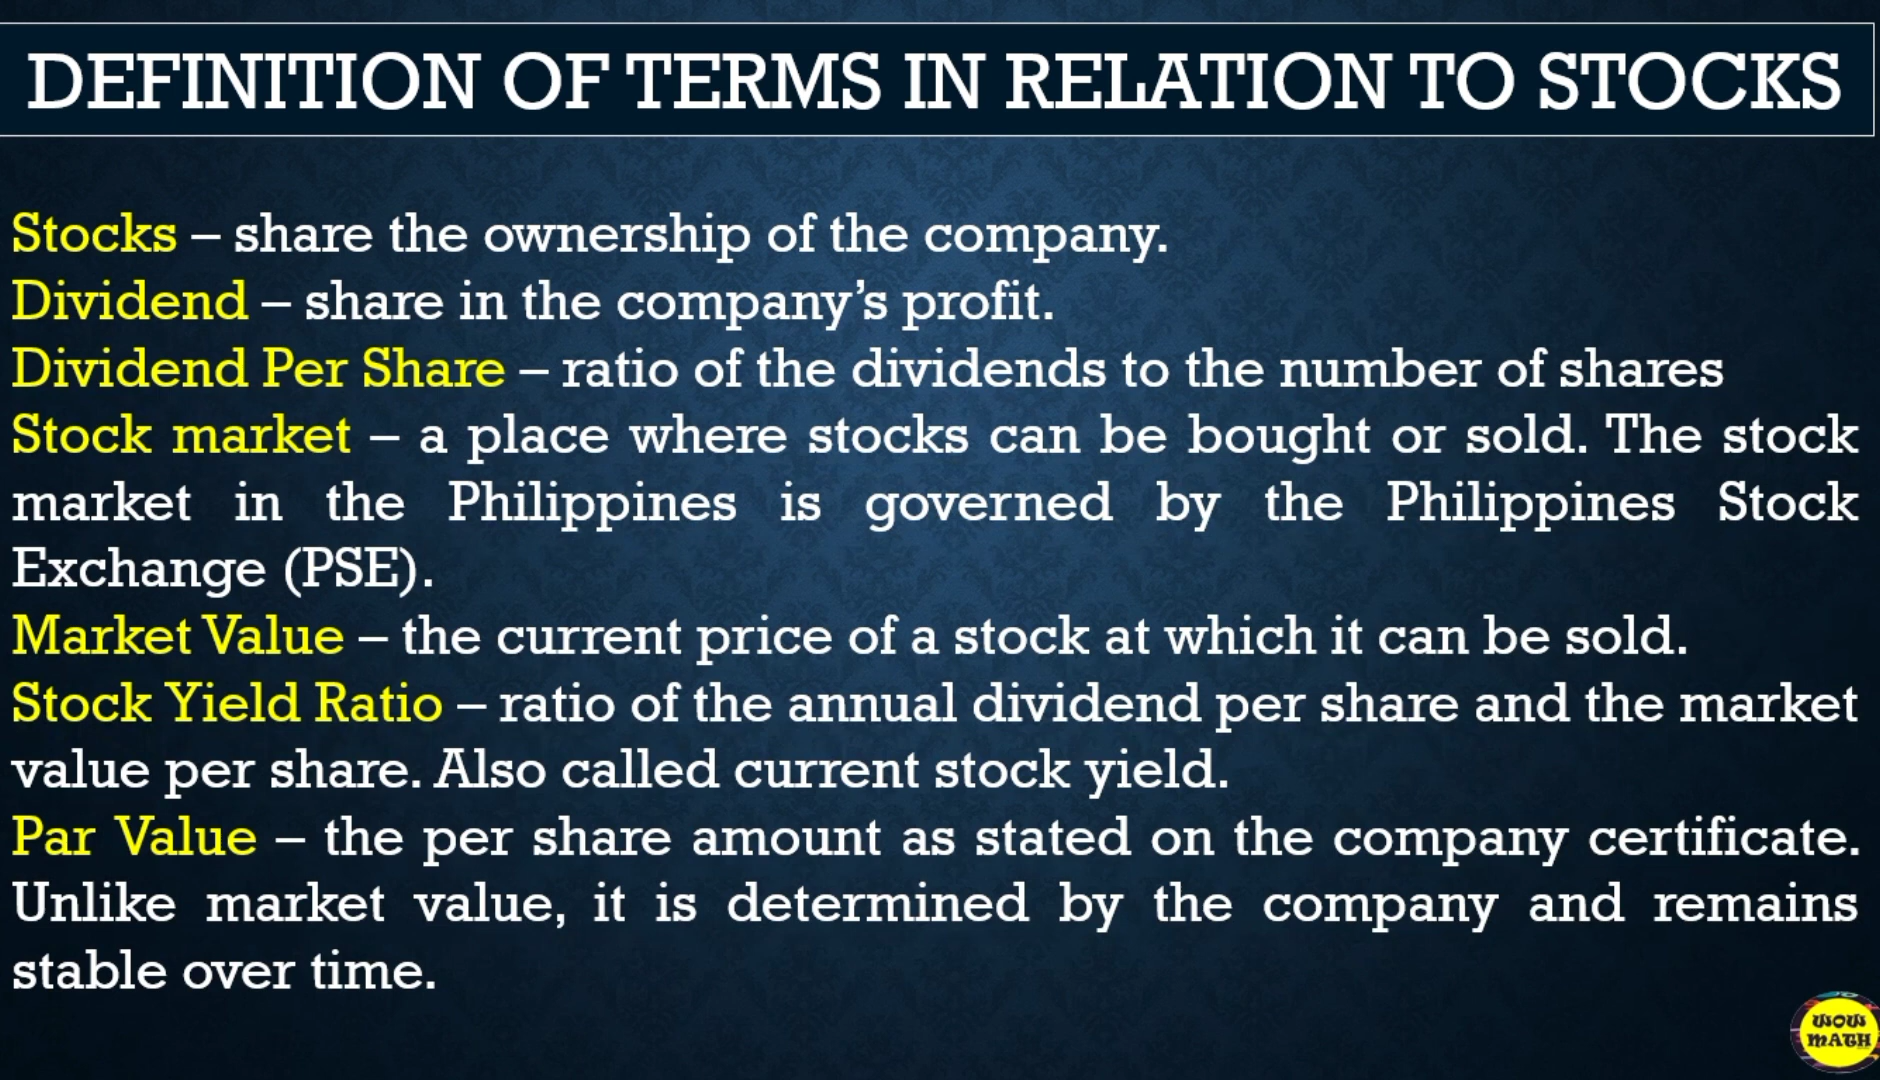 DEFINITION OF TERMS IN RELATION TO STOCKS
Stocks – share the ownership of the company.
Dividend – share in the company’s profit.
Dividend Per Share – ratio of the dividends to the number of shares
Stock market – a place where stocks can be bought or sold. The stock
market in the Philippines is governed by the Philippines Stock
Exchange (PSE).
Market Value – the current price of a stock at which it can be sold.
Stock Yield Ratio – ratio of the annual dividend per share and the market
value per share. Also called current stock yield.
Par Value – the per share amount as stated on the company certificate.
Unlike market value, it is determined by the company and remains
stable over time.
WOW
MATH